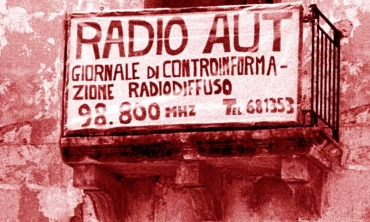 RADIO AUT
GIORNALE Di CONTROINFORMA-
ZIONE RADIODIFFUSO
98.800 MHZ TEL 681353